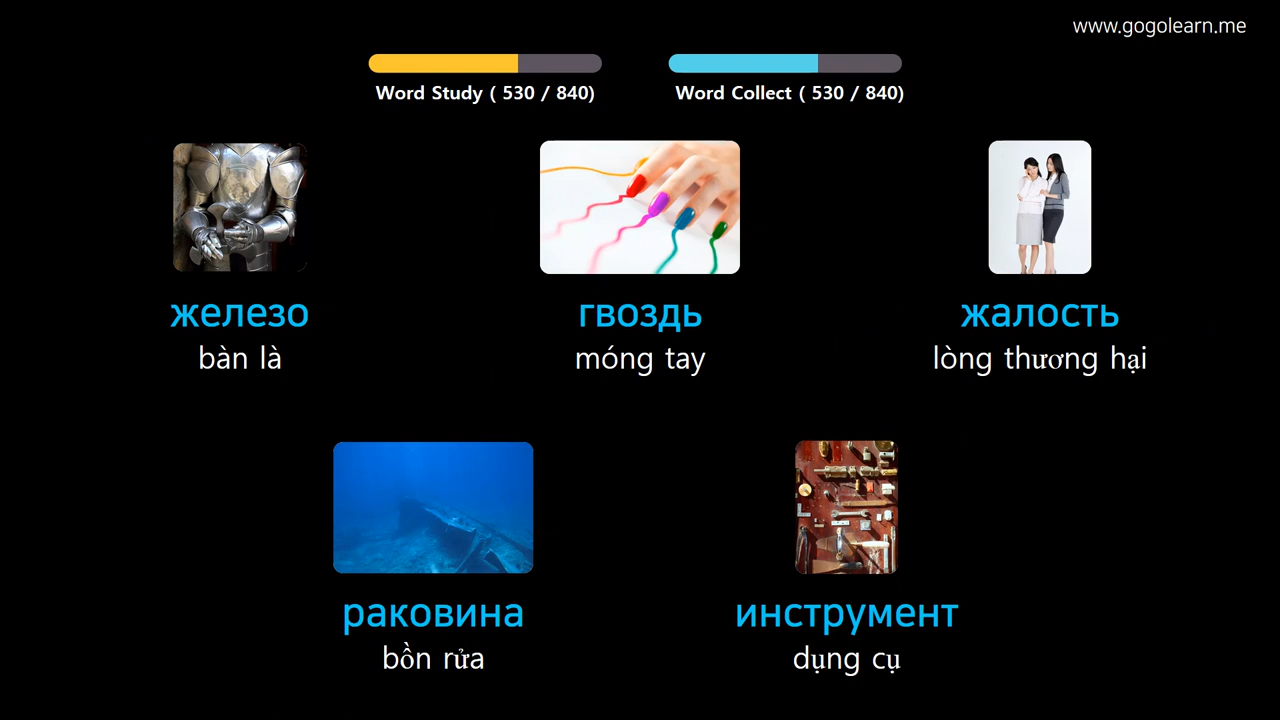 www.gogolearn.me
Word Study ( 530 / 840)
Word Collect ( 530 / 840)
железо
bàn là
гвоздь
móng tay
жалость
lòng thương hại
раковина
bồn rửa
инструмент
dụng cụ